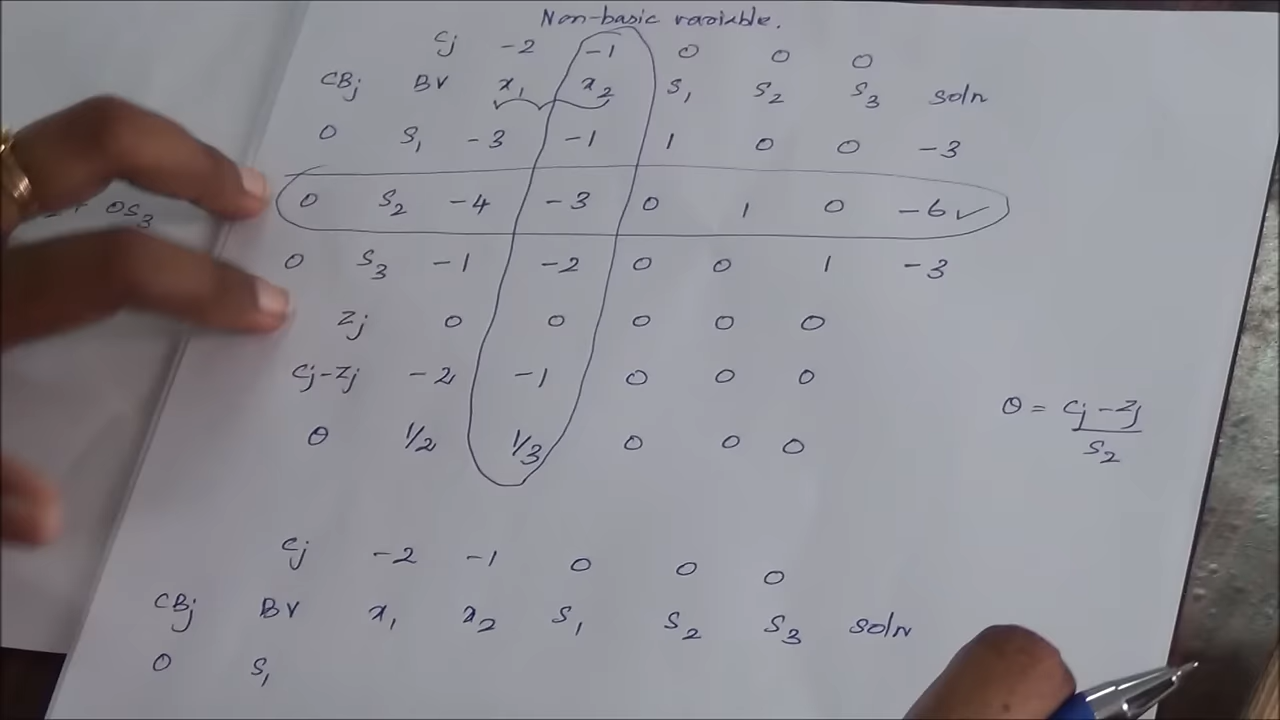 Non-basic variable.
Cj -2 -1 0 0 0
CBj BV x₁ x₂ S₁ S₂ S₃ Soln
0 S₁ -3 -1 1 0 0 -3
0 S₂ -4 -3 0 1 0 -6 ✓
0S₃
0 S₃ -1 -2 0 0 1 -3
Zj 0 0 0 0 0
Cj-Zj -2 -1 0 0 0
θ = Cj-Zj / S₂
θ 1/2 1/3 0 0 0
Cj -2 -1 0 0 0
CBj BV x₁ x₂ S₁ S₂ S₃ Soln
0 S₁